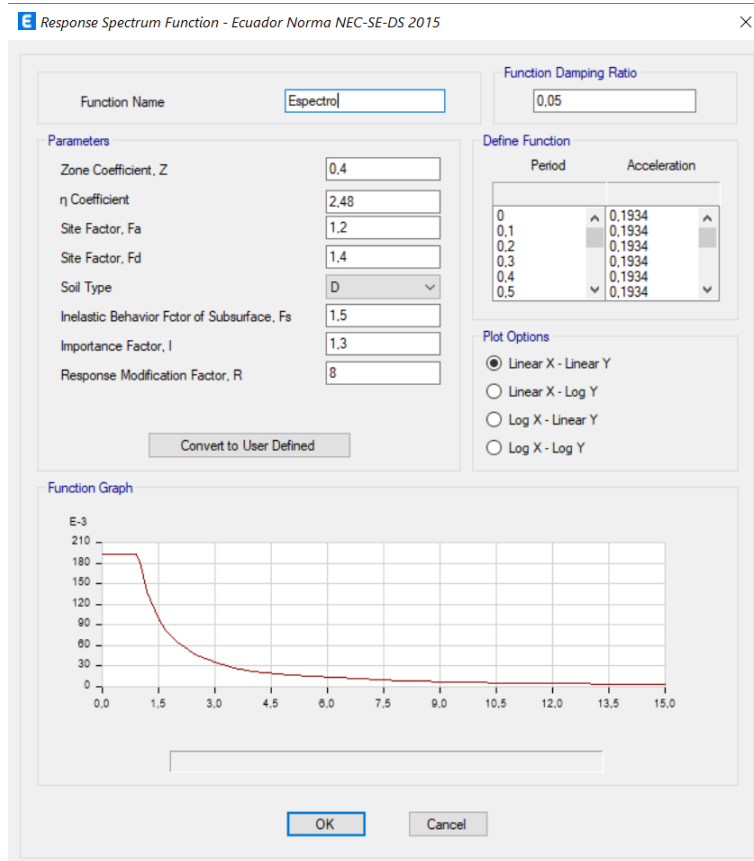 E Response Spectrum Function - Ecuador Norma NEC-SE-DS 2015
Function Name
Espectro
Function Damping Ratio
0,05
Parameters
Zone Coefficient, Z
0,4
η Coefficient
2,48
Site Factor, Fa
1,2
Site Factor, Fd
1,4
Soil Type
D
Inelastic Behavior Fctor of Subsurface, Fs
1,5
Importance Factor, I
1,3
Response Modification Factor, R
8
Convert to User Defined
Define Function
Period Acceleration
0 0,1934
0,1 0,1934
0,2 0,1934
0,3 0,1934
0,4 0,1934
0,5 0,1934
Plot Options
Linear X - Linear Y
Linear X - Log Y
Log X - Linear Y
Log X - Log Y
Function Graph
E-3
210
180
150
120
90
60
30
0
0,0 1,5 3,0 4,5 6,0 7,5 9,0 10,5 12,0 13,5 15,0
OK Cancel